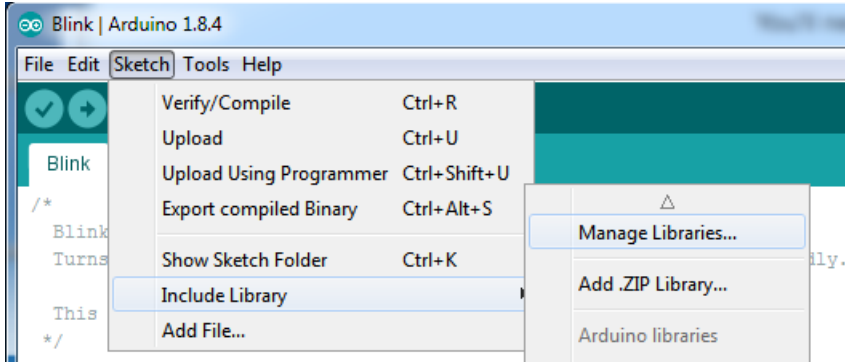 Blink | Arduino 1.8.4
File Edit Sketch Tools Help
Verify/Compile Ctrl+R
Upload Ctrl+U
Upload Using Programmer Ctrl+Shift+U
Export compiled Binary Ctrl+Alt+S
Show Sketch Folder Ctrl+K
Include Library
Add File...
Manage Libraries...
Add .ZIP Library...
Arduino libraries
Blink
/*
Blink
Turns
This
*/